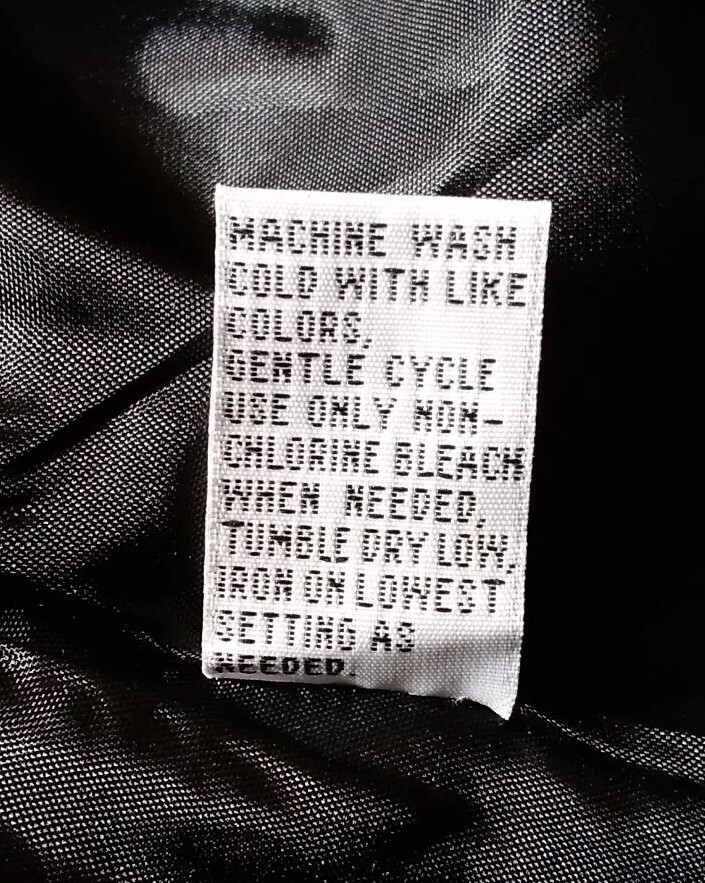 MACHINE WASH
COLD WITH LIKE
COLORS,
GENTLE CYCLE
USE ONLY NON-
CHLORINE BLEACH
WHEN NEEDED,
TUMBLE DRY LOW,
IRON ON LOWEST
SETTING AS
NEEDED.